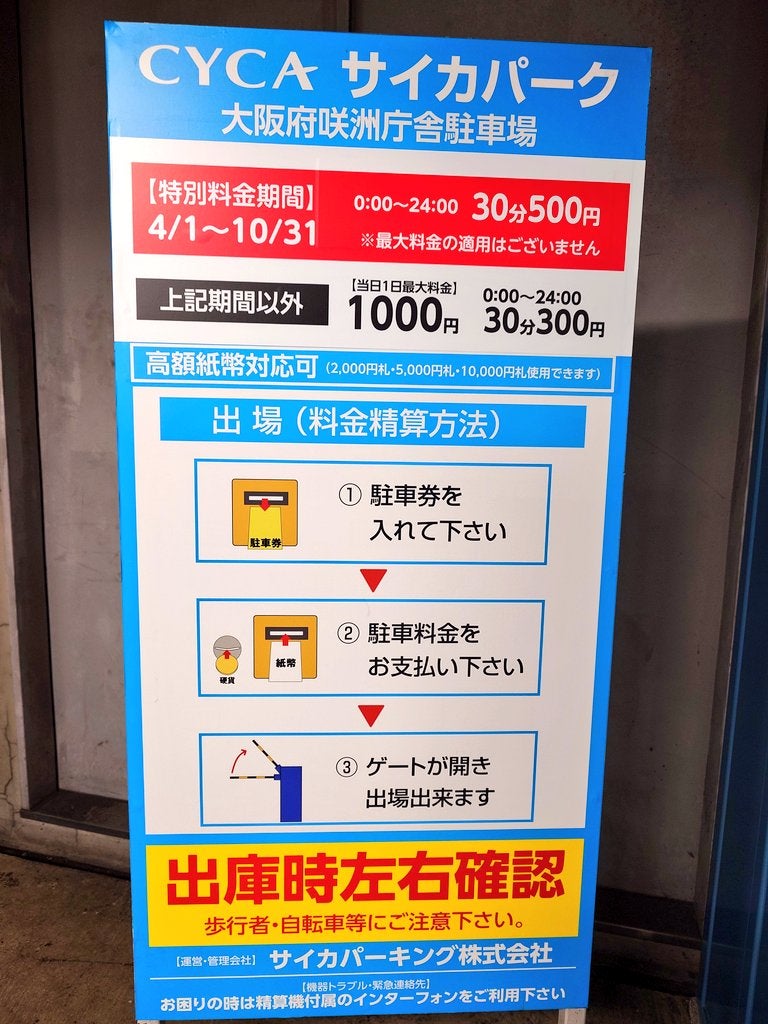 CYCA サイカパーク
大阪府咲洲庁舎駐車場
【特別料金期間】
4/1～10/31
0:00～24:00 30分500円
※最大料金の適用はございません
上記期間以外
【当日1日最大料金】
1000円
0:00～24:00
30分300円
高額紙幣対応可（2,000円札・5,000円札・10,000円札使用できます）
出場（料金精算方法）
駐車券
① 駐車券を
入れて下さい
硬貨
紙幣
② 駐車料金を
お支払い下さい
③ ゲートが開き
出場出来ます
出庫時左右確認
歩行者・自転車等にご注意下さい。
【運営・管理会社】 サイカパーキング株式会社
【機器トラブル・緊急連絡先】
お困りの時は精算機付属のインターフォンをご利用下さい